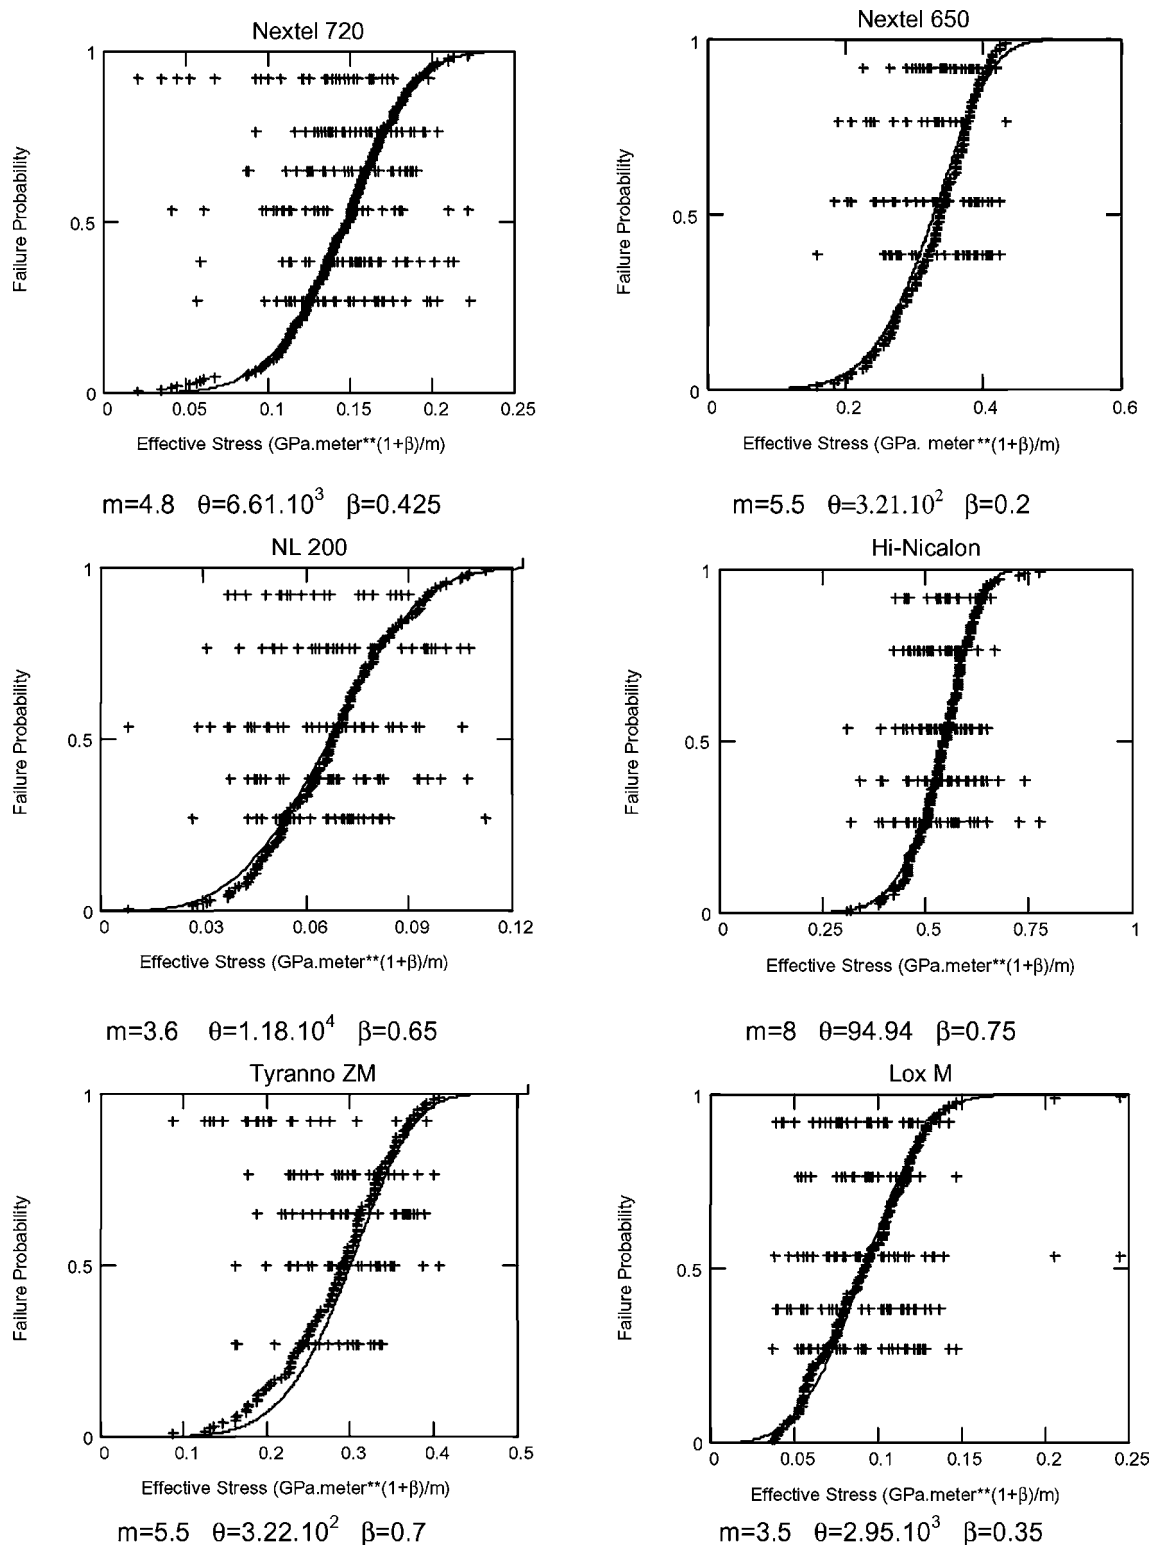 Nextel 720
Failure Probability
1
0.5
0
0
0.05
0.1
0.15
0.2
0.25
Effective Stress (GPa.meter**(1+β)/m)
m=4.8 θ=6.61.10³ β=0.425
Nextel 650
Failure Probability
1
0.5
0
0
0.2
0.4
0.6
Effective Stress (GPa. meter**(1+β)/m)
m=5.5 θ=3.21.10² β=0.2
NL 200
Failure Probability
1
0.5
0
0
0.03
0.06
0.09
0.12
Effective Stress (GPa.meter**(1+β)/m)
m=3.6 θ=1.18.10⁴ β=0.65
Hi-Nicalon
Failure Probability
1
0.5
0
0.25
0.5
0.75
1
Effective Stress (GPa.meter**(1+β)/m)
m=8 θ=94.94 β=0.75
Tyranno ZM
Failure Probability
1
0.5
0
0.1
0.2
0.3
0.4
0.5
Effective Stress (GPa.meter**(1+β)/m)
m=5.5 θ=3.22.10² β=0.7
Lox M
Failure Probability
1
0.5
0
0
0.05
0.1
0.15
0.2
0.25
Effective Stress (GPa.meter**(1+β)/m)
m=3.5 θ=2.95.10³ β=0.35